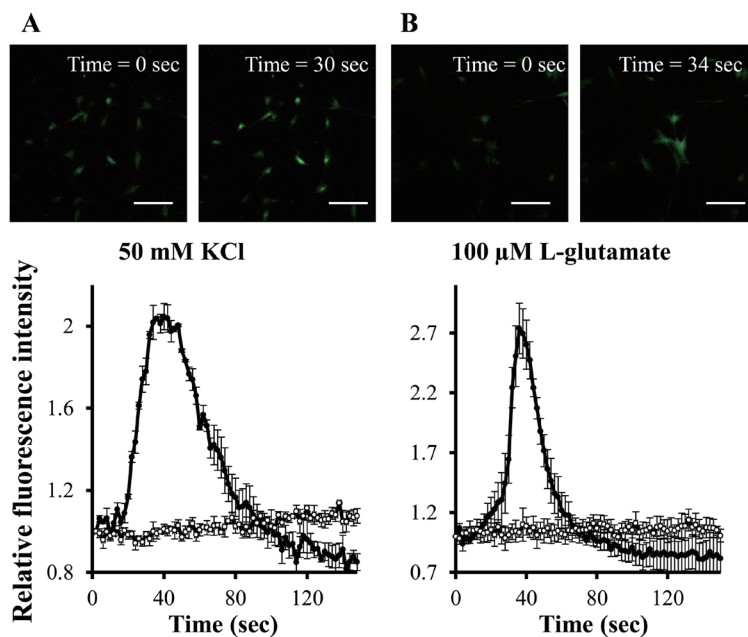 A
B
Time = 0 sec
Time = 30 sec
Time = 0 sec
Time = 34 sec
50 mM KCl
100 µM L-glutamate
Relative fluorescence intensity
2
1.6
1.2
0.8
0
40
80
120
Time (sec)
2.7
2.2
1.7
1.2
0.7
0
40
80
120
Time (sec)